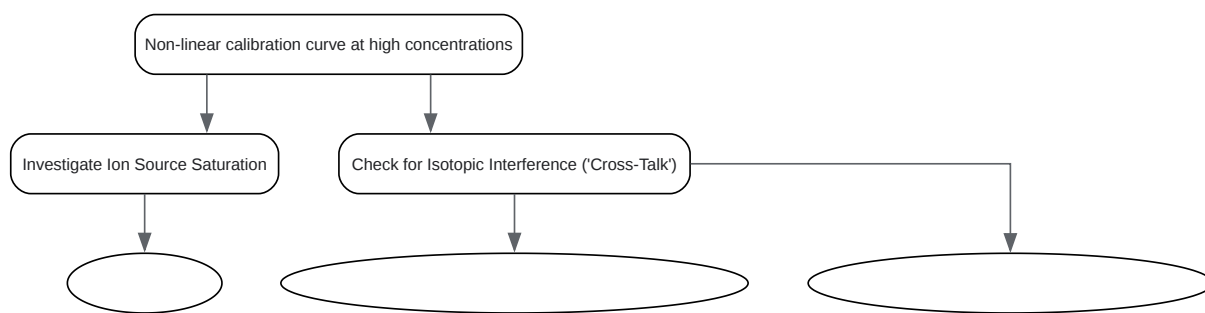 Non-linear calibration curve at high concentrations
Investigate Ion Source Saturation
Check for Isotopic Interference ('Cross-Talk')